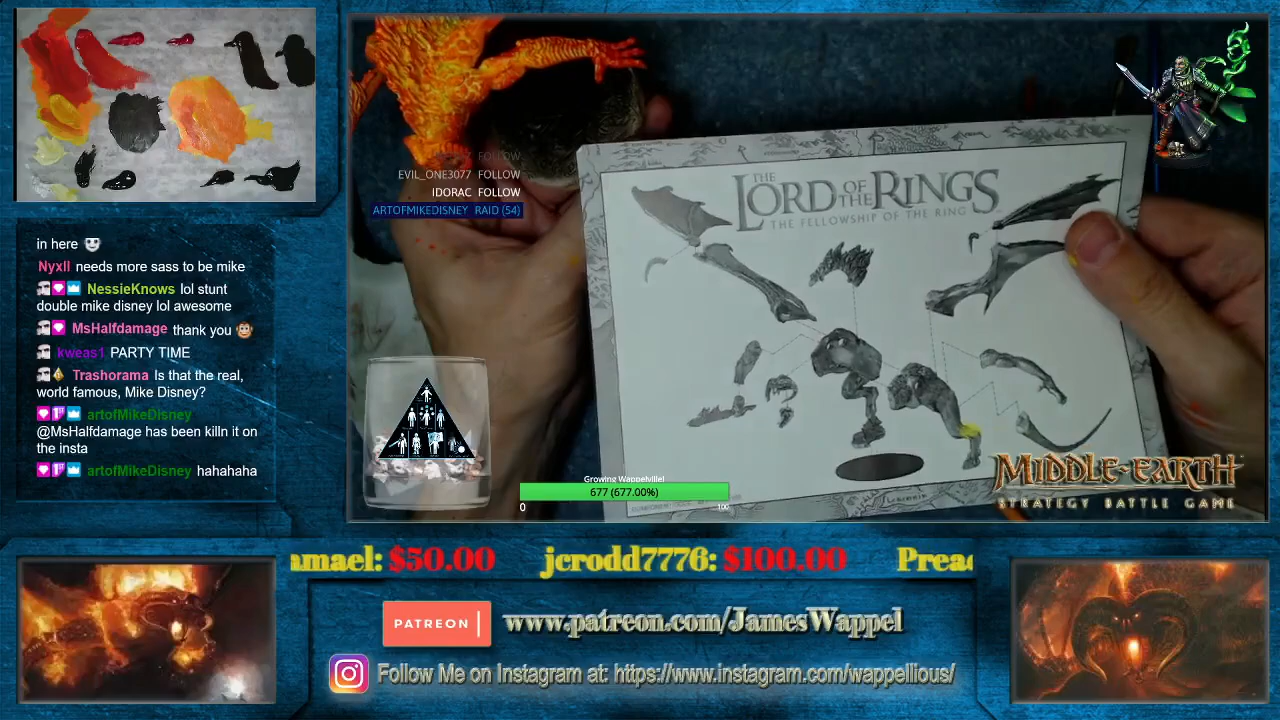 in here
Nyxll needs more sass to be mike
NessieKnows lol stunt
double mike disney lol awesome
MsHalfdamage thank you
kweas1 PARTY TIME
Trashorama Is that the real,
world famous, Mike Disney?
artofMikeDisney
@MsHalfdamage has been killn it on
the insta
artofMikeDisney hahahaha
FOLLOW
EVIL_ONE3077 FOLLOW
IDORAC FOLLOW
ARTOFMIKEDISNEY RAID (54)
THE
LORD OF THE RINGS
THE FELLOWSHIP OF THE RING
MIDDLE-EARTH
STRATEGY BATTLE GAME
Growing Wappelville!
677 (677.00%)
0 100
amael: $50.00 jcrodd7776: $100.00 Preac
PATREON www.patreon.com/JamesWappel
Follow Me on Instagram at: https://www.instagram.com/wappellious/